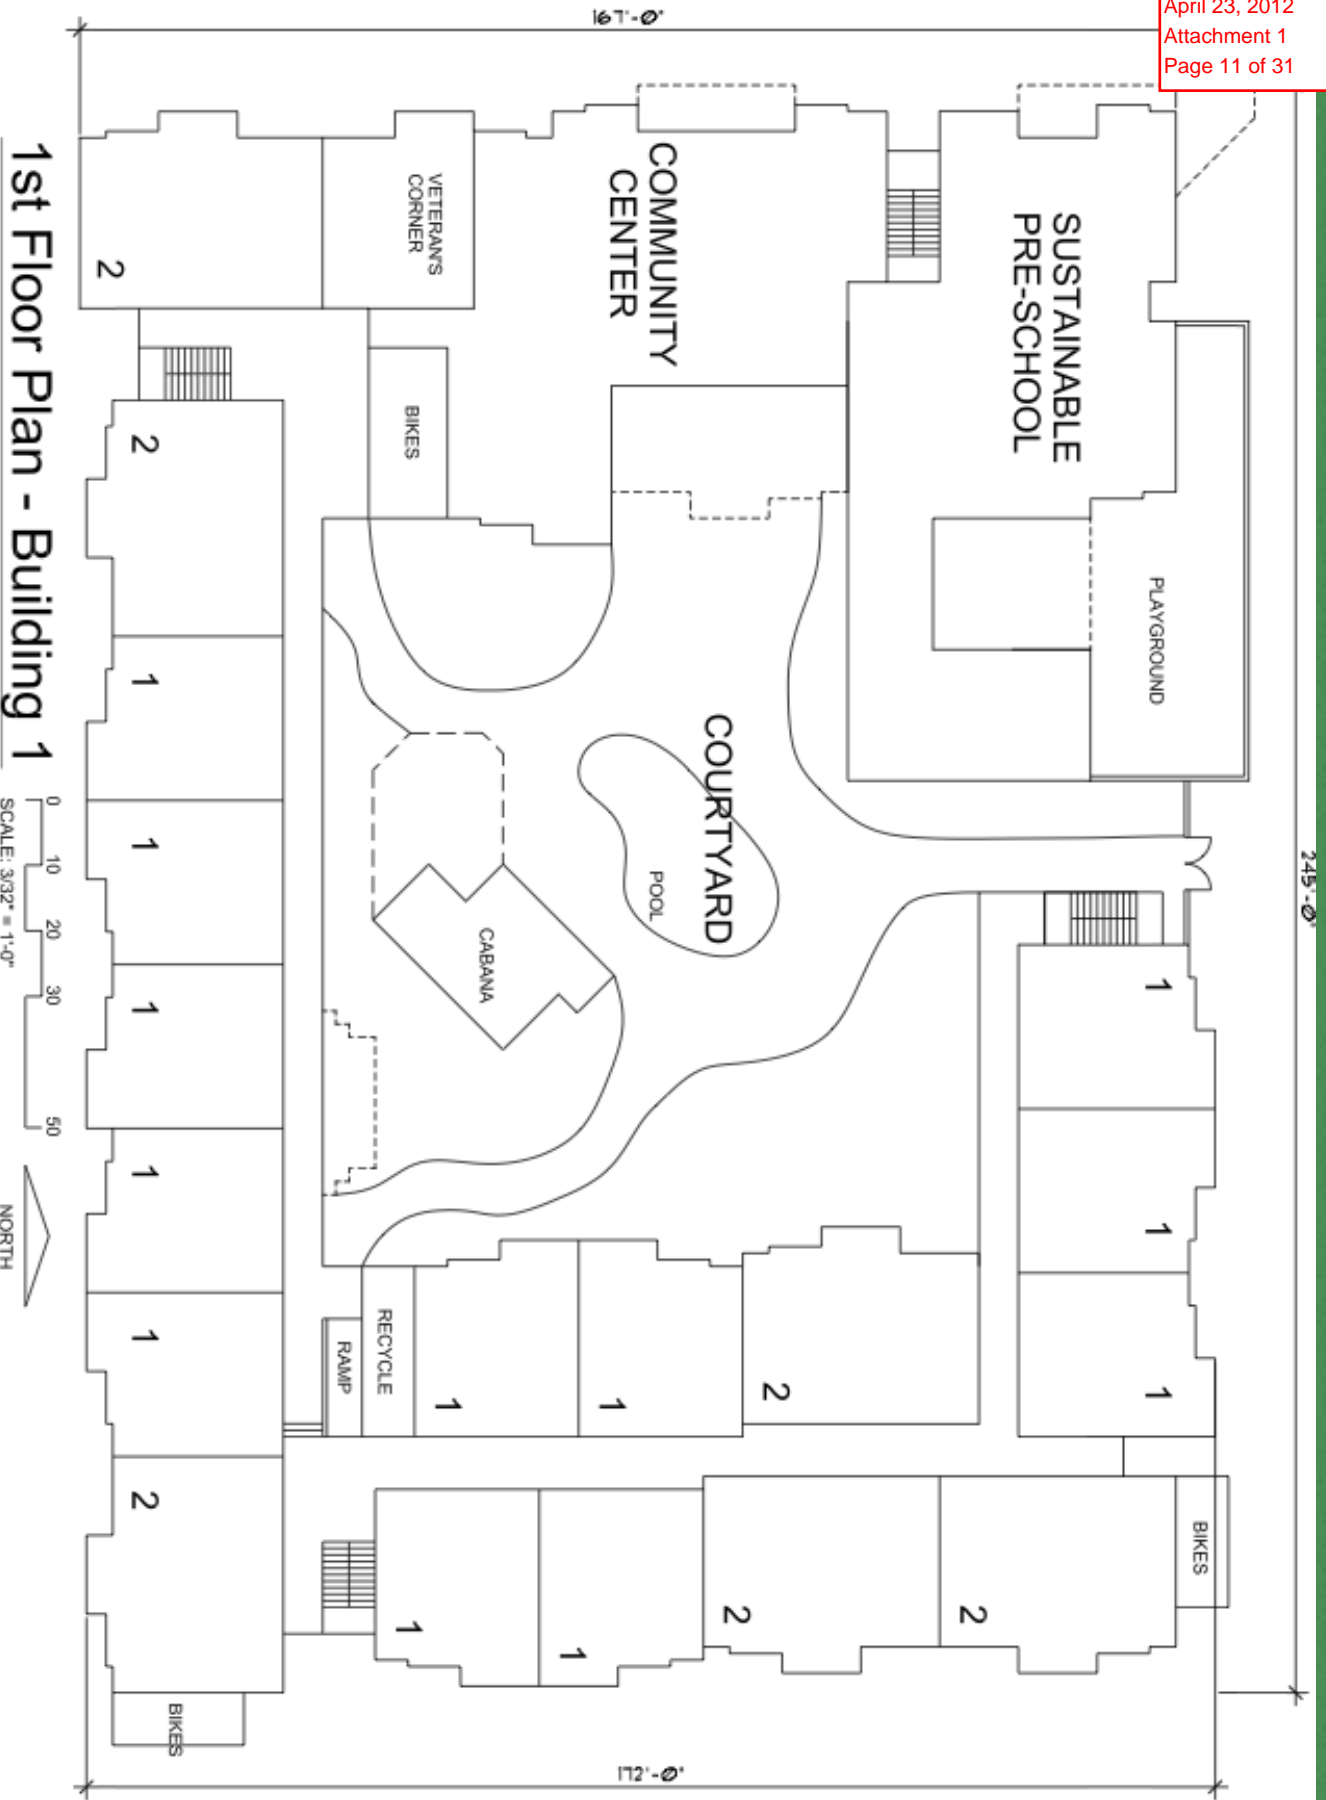 April 23, 2012
Attachment 1
Page 11 of 31
167'-0"
245'-0"
172'-0"
SUSTAINABLE
PRE-SCHOOL
PLAYGROUND
COMMUNITY
CENTER
VETERAN'S
CORNER
BIKES
2
2
1
1
1
1
1
2
COURTYARD
POOL
CABANA
1
1
1
2
1
1
RECYCLE
RAMP
BIKES
2
2
1
1
BIKES
1st Floor Plan - Building 1
0 10 20 30 50
SCALE: 3/32" = 1'-0"
NORTH